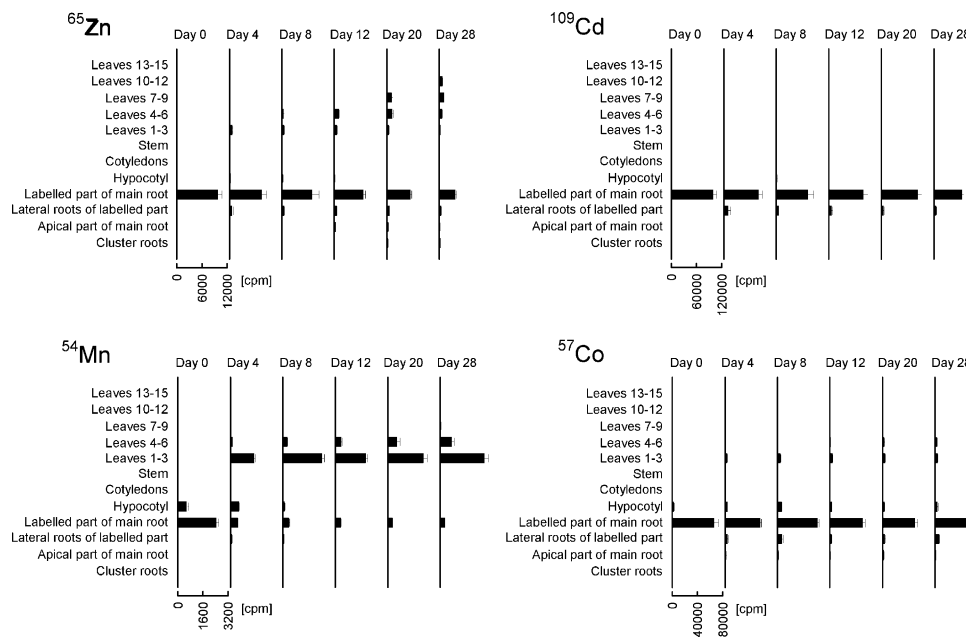 65Zn
Day 0 Day 4 Day 8 Day 12 Day 20 Day 28
Leaves 13-15
Leaves 10-12
Leaves 7-9
Leaves 4-6
Leaves 1-3
Stem
Cotyledons
Hypocotyl
Labelled part of main root
Lateral roots of labelled part
Apical part of main root
Cluster roots
0 6000 12000 [cpm]
109Cd
Day 0 Day 4 Day 8 Day 12 Day 20 Day 28
Leaves 13-15
Leaves 10-12
Leaves 7-9
Leaves 4-6
Leaves 1-3
Stem
Cotyledons
Hypocotyl
Labelled part of main root
Lateral roots of labelled part
Apical part of main root
Cluster roots
0 60000 120000 [cpm]
54Mn
Day 0 Day 4 Day 8 Day 12 Day 20 Day 28
Leaves 13-15
Leaves 10-12
Leaves 7-9
Leaves 4-6
Leaves 1-3
Stem
Cotyledons
Hypocotyl
Labelled part of main root
Lateral roots of labelled part
Apical part of main root
Cluster roots
0 1600 3200 [cpm]
57Co
Day 0 Day 4 Day 8 Day 12 Day 20 Day 28
Leaves 13-15
Leaves 10-12
Leaves 7-9
Leaves 4-6
Leaves 1-3
Stem
Cotyledons
Hypocotyl
Labelled part of main root
Lateral roots of labelled part
Apical part of main root
Cluster roots
0 40000 80000 [cpm]